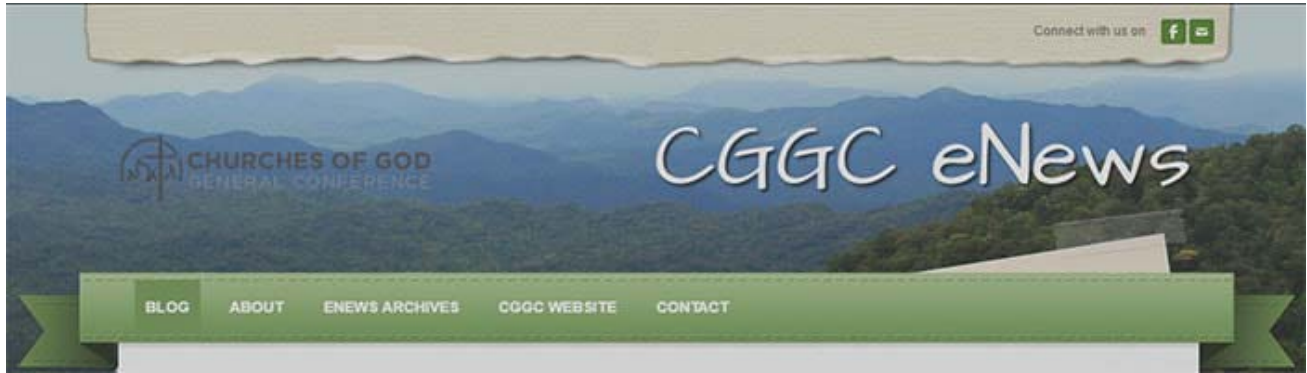 Connect with us on
CHURCHES OF GOD
GENERAL CONFERENCE
CGGC eNews
BLOG ABOUT ENEWS ARCHIVES CGGC WEBSITE CONTACT